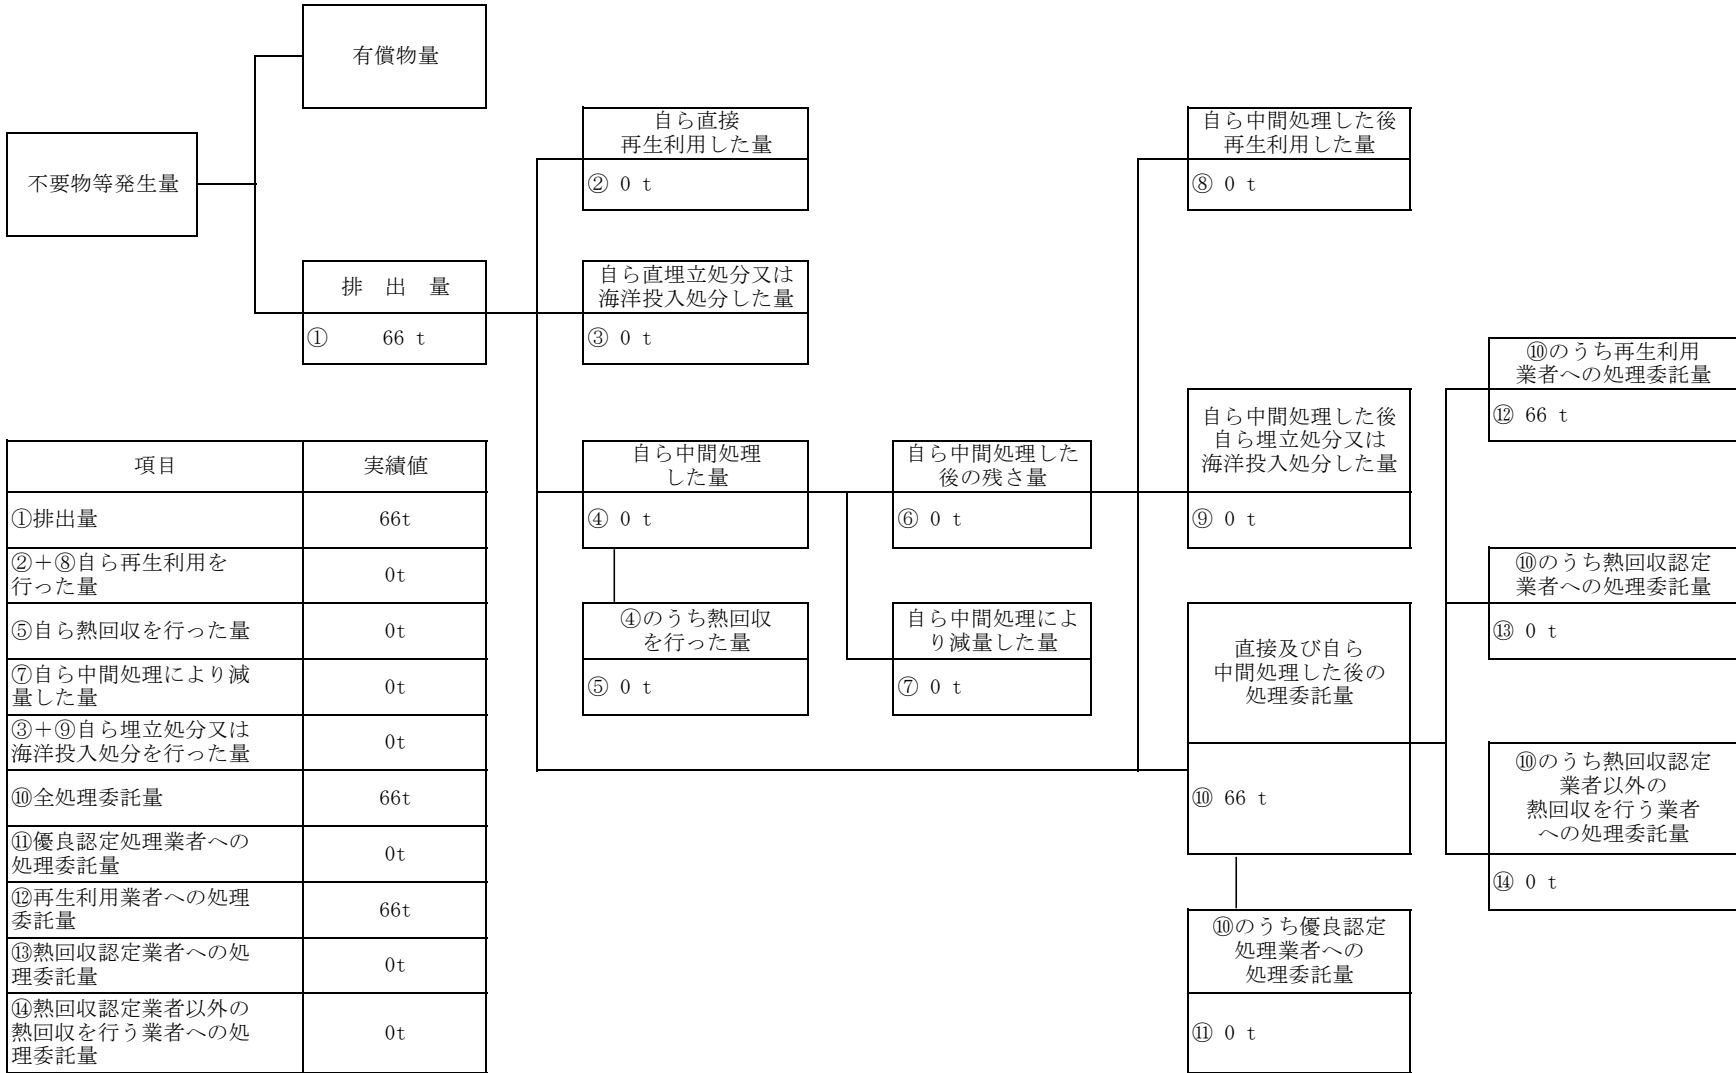 有償物量
不要物等発生量
排 出 量
① 66 t
自ら直接
再生利用した量
② 0 t
自ら直埋立処分又は
海洋投入処分した量
③ 0 t
自ら中間処理
した量
④ 0 t
④のうち熱回収
を行った量
⑤ 0 t
自ら中間処理した
後の残さ量
⑥ 0 t
自ら中間処理によ
り減量した量
⑦ 0 t
自ら中間処理した後
再生利用した量
⑧ 0 t
自ら中間処理した後
自ら埋立処分又は
海洋投入処分した量
⑨ 0 t
直接及び自ら
中間処理した後の
処理委託量
⑩ 66 t
⑩のうち優良認定
処理業者への
処理委託量
⑪ 0 t
⑩のうち再生利用
業者への処理委託量
⑫ 66 t
⑩のうち熱回収認定
業者への処理委託量
⑬ 0 t
⑩のうち熱回収認定
業者以外の
熱回収を行う業者
への処理委託量
⑭ 0 t
項目 実績値
①排出量 66t
②+⑧自ら再生利用を
行った量 0t
⑤自ら熱回収を行った量 0t
⑦自ら中間処理により減
量した量 0t
③+⑨自ら埋立処分又は
海洋投入処分を行った量 0t
⑩全処理委託量 66t
⑪優良認定処理業者への
処理委託量 0t
⑫再生利用業者への処理
委託量 66t
⑬熱回収認定業者への処
理委託量 0t
⑭熱回収認定業者以外の
熱回収を行う業者への処
理委託量 0t